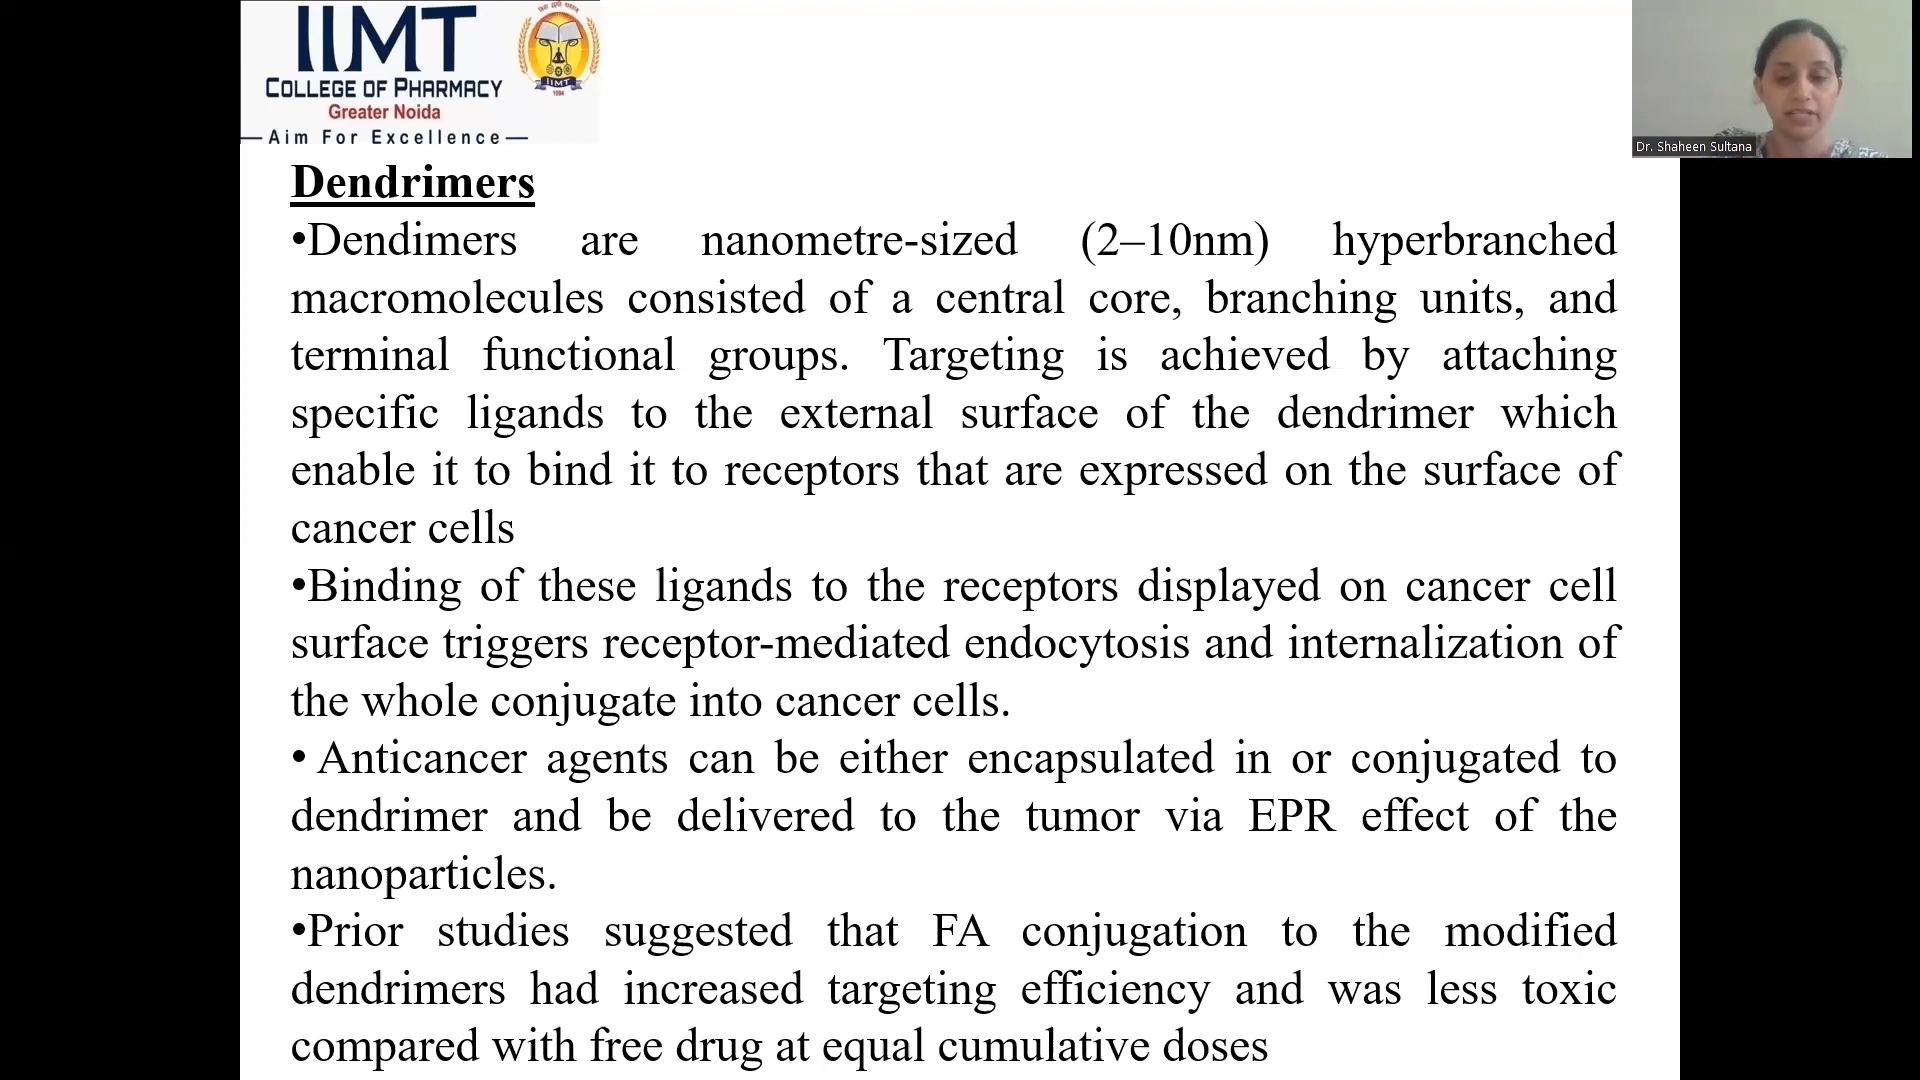 IIMT
COLLEGE OF PHARMACY
Greater Noida
—Aim For Excellence—
IIMT
Dr. Shaheen Sultana
Dendrimers
•Dendimers are nanometre-sized (2–10nm) hyperbranched
macromolecules consisted of a central core, branching units, and
terminal functional groups. Targeting is achieved by attaching
specific ligands to the external surface of the dendrimer which
enable it to bind it to receptors that are expressed on the surface of
cancer cells
•Binding of these ligands to the receptors displayed on cancer cell
surface triggers receptor-mediated endocytosis and internalization of
the whole conjugate into cancer cells.
• Anticancer agents can be either encapsulated in or conjugated to
dendrimer and be delivered to the tumor via EPR effect of the
nanoparticles.
•Prior studies suggested that FA conjugation to the modified
dendrimers had increased targeting efficiency and was less toxic
compared with free drug at equal cumulative doses